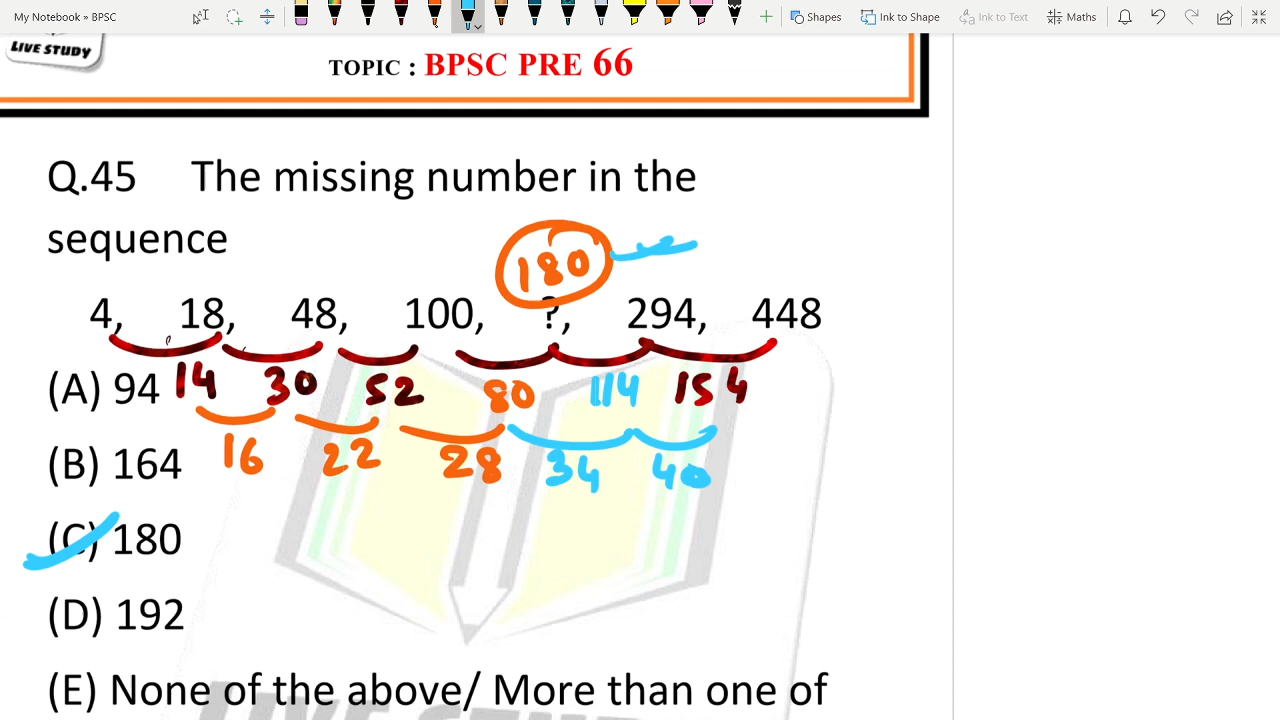 My Notebook » BPSC
Shapes Ink to Shape Ink to Text Maths
LIVE STUDY
TOPIC : BPSC PRE 66
Q.45 The missing number in the
sequence
180
4, 18, 48, 100, ?, 294, 448
(A) 94 14 30 52 80 114 154
16 22 28 34 40
(B) 164
(C) 180
(D) 192
(E) None of the above/ More than one of
LIVE STUDY